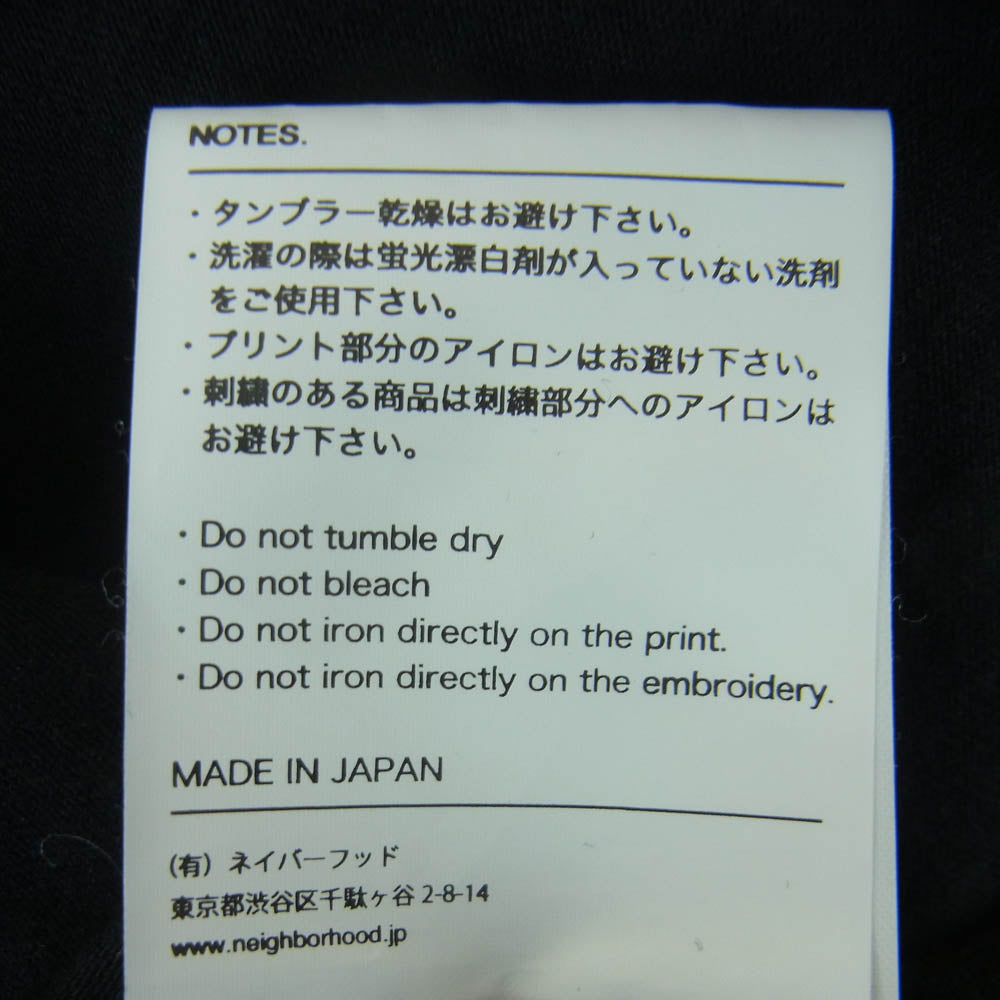 NOTES.
・タンブラー乾燥はお避け下さい。
・洗濯の際は蛍光漂白剤が入っていない洗剤
をご使用下さい。
・プリント部分のアイロンはお避け下さい。
・刺繍のある商品は刺繍部分へのアイロンは
お避け下さい。
・Do not tumble dry
・Do not bleach
・Do not iron directly on the print.
・Do not iron directly on the embroidery.
MADE IN JAPAN
(有) ネイバーフッド
東京都渋谷区千駄ヶ谷 2-8-14
www.neighborhood.jp